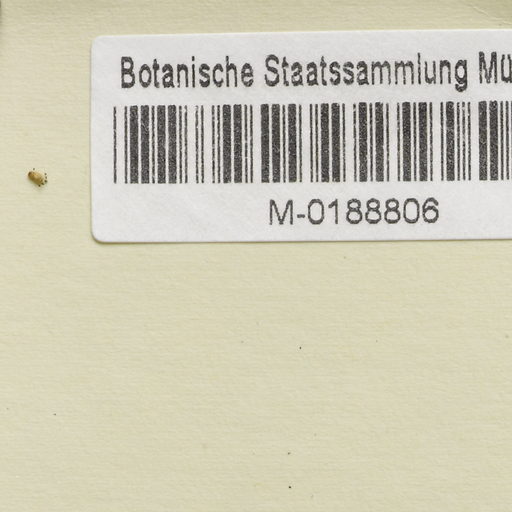 Botanische Staatssammlung Mü
M-0188806